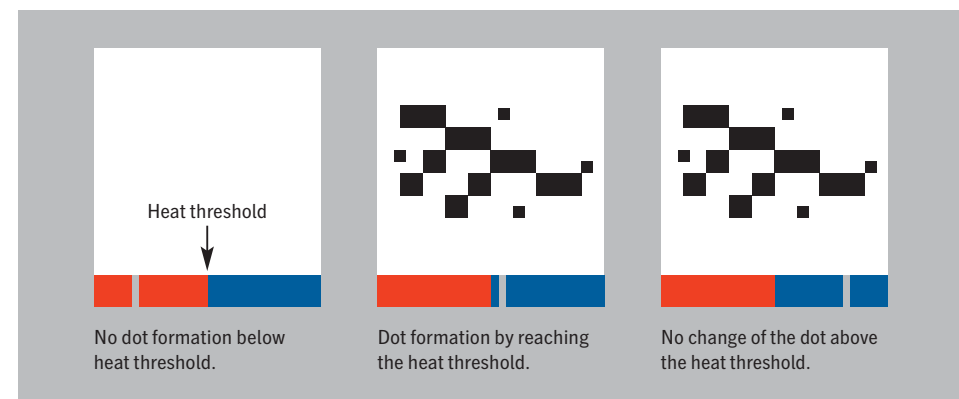 Heat threshold
No dot formation below
heat threshold.
Dot formation by reaching
the heat threshold.
No change of the dot above
the heat threshold.